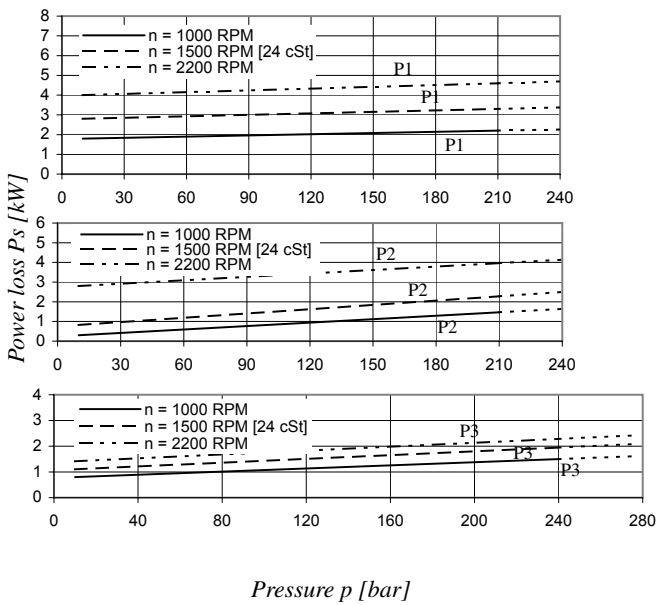 8
7
6
5
4
3
2
1
0
n = 1000 RPM
n = 1500 RPM [24 cSt]
n = 2200 RPM
P1
P1
P1
0 30 60 90 120 150 180 210 240
Power loss Ps [kW]
6
5
4
3
2
1
0
n = 1000 RPM
n = 1500 RPM [24 cSt]
n = 2200 RPM
P2
P2
P2
0 30 60 90 120 150 180 210 240
4
3
2
1
0
n = 1000 RPM
n = 1500 RPM [24 cSt]
n = 2200 RPM
P3
P3
P3
0 40 80 120 160 200 240 280
Pressure p [bar]